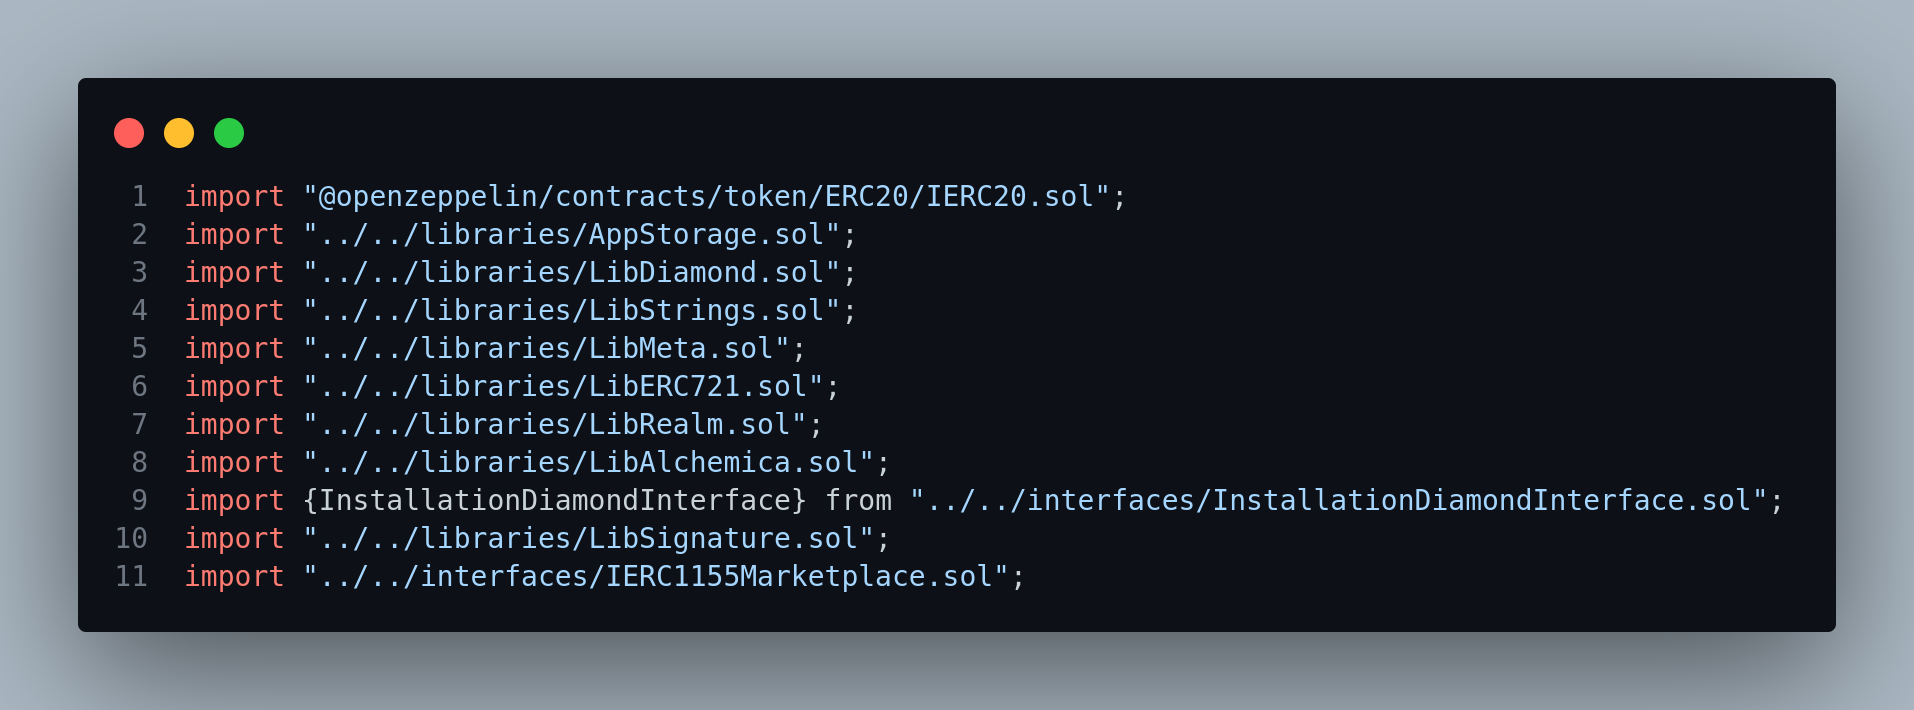 1 import "@openzeppelin/contracts/token/ERC20/IERC20.sol";
2 import "../../libraries/AppStorage.sol";
3 import "../../libraries/LibDiamond.sol";
4 import "../../libraries/LibStrings.sol";
5 import "../../libraries/LibMeta.sol";
6 import "../../libraries/LibERC721.sol";
7 import "../../libraries/LibRealm.sol";
8 import "../../libraries/LibAlchemica.sol";
9 import {InstallationDiamondInterface} from "../../interfaces/InstallationDiamondInterface.sol";
10 import "../../libraries/LibSignature.sol";
11 import "../../interfaces/IERC1155Marketplace.sol";